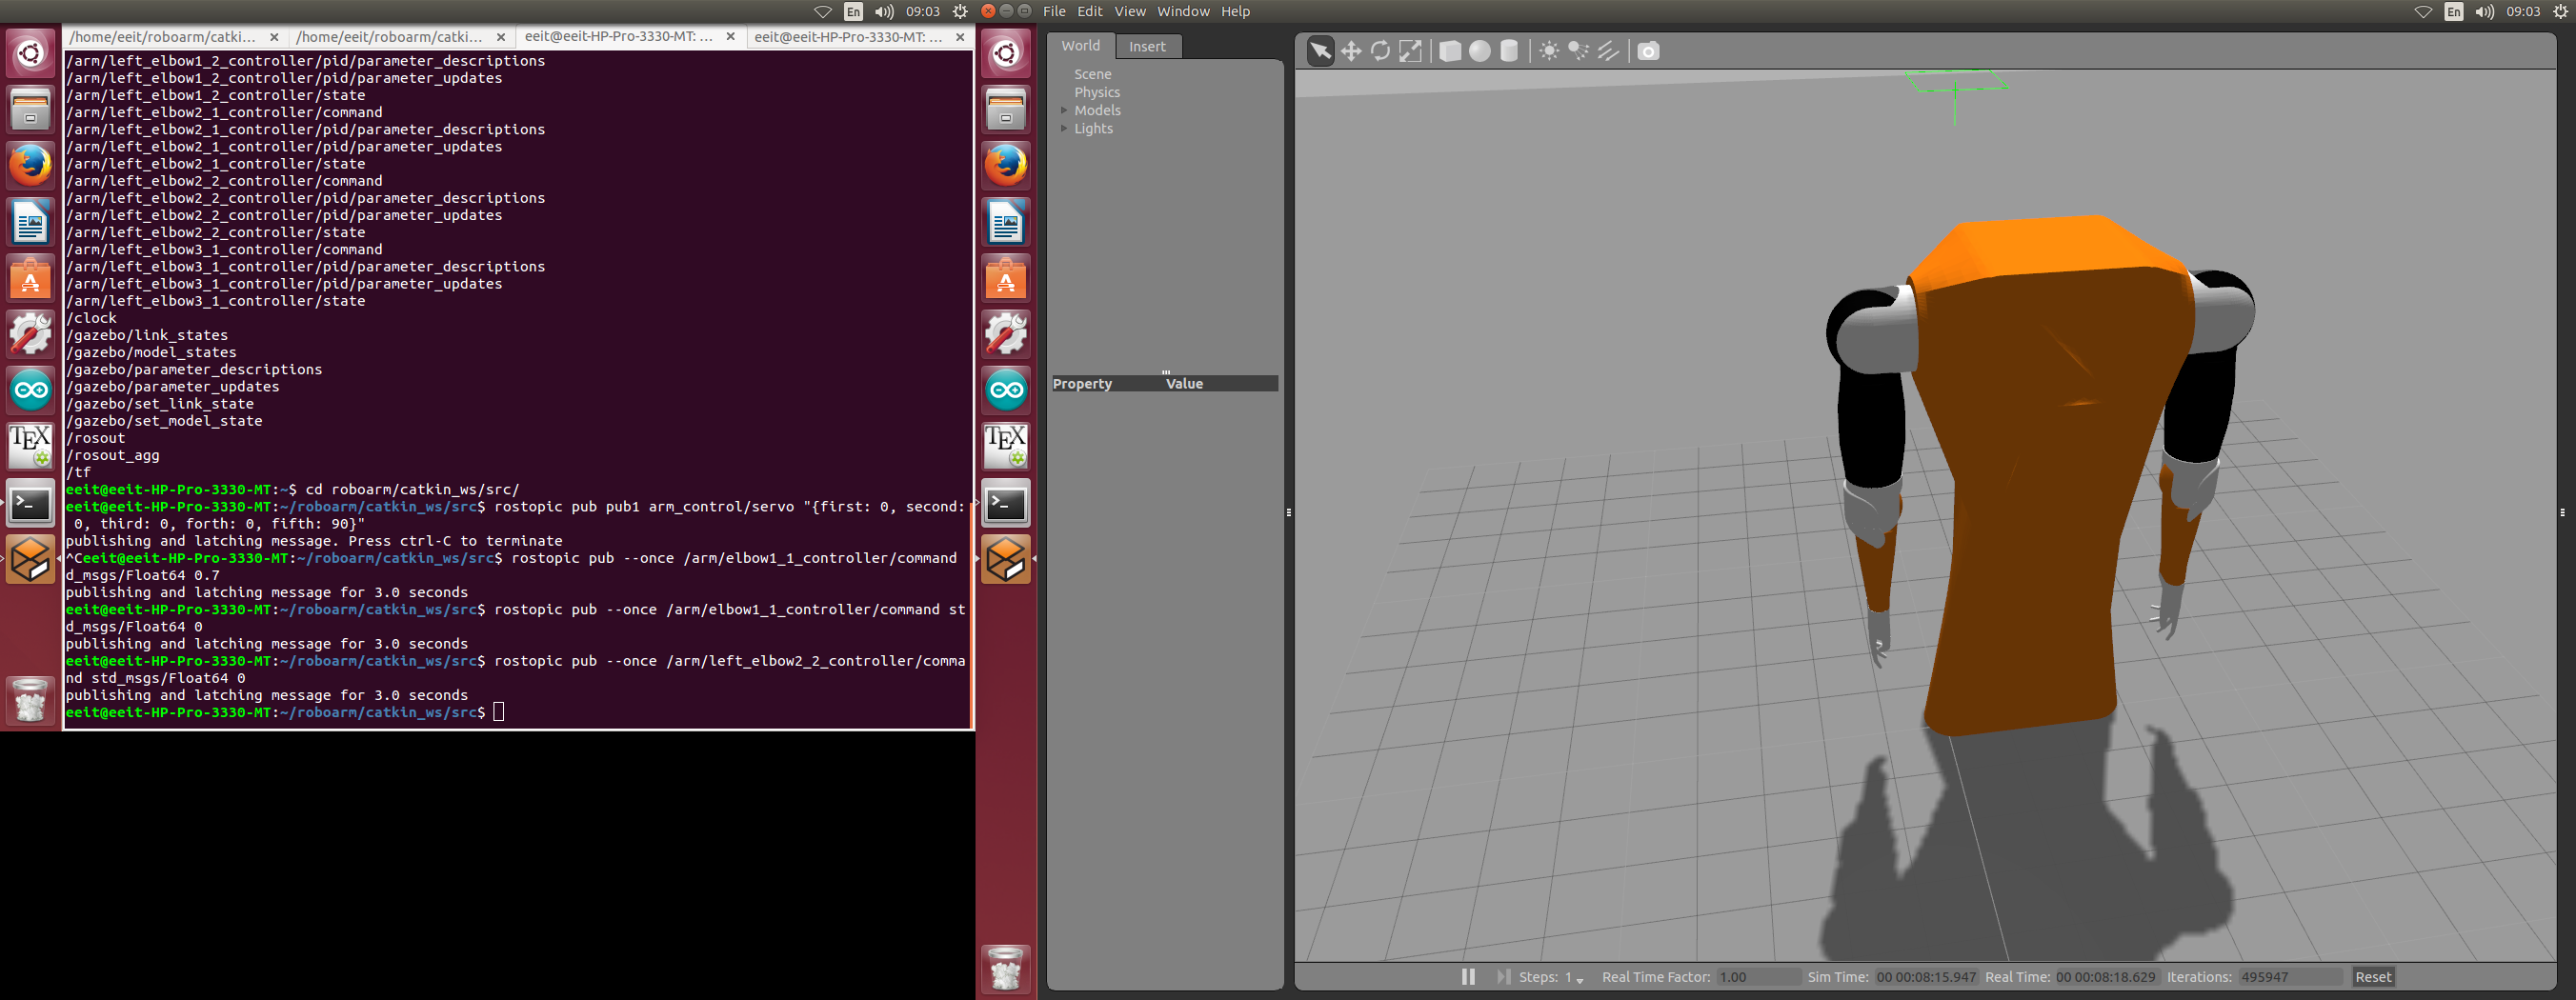 En 09:03
/home/eeit/roboarm/catki... /home/eeit/roboarm/catki... eeit@eeit-HP-Pro-3330-MT: ... eeit@eeit-HP-Pro-3330-MT: ...
/arm/left_elbow1_2_controller/pid/parameter_descriptions
/arm/left_elbow1_2_controller/pid/parameter_updates
/arm/left_elbow1_2_controller/state
/arm/left_elbow2_1_controller/command
/arm/left_elbow2_1_controller/pid/parameter_descriptions
/arm/left_elbow2_1_controller/pid/parameter_updates
/arm/left_elbow2_1_controller/state
/arm/left_elbow2_2_controller/command
/arm/left_elbow2_2_controller/pid/parameter_descriptions
/arm/left_elbow2_2_controller/pid/parameter_updates
/arm/left_elbow2_2_controller/state
/arm/left_elbow3_1_controller/command
/arm/left_elbow3_1_controller/pid/parameter_descriptions
/arm/left_elbow3_1_controller/pid/parameter_updates
/arm/left_elbow3_1_controller/state
/clock
/gazebo/link_states
/gazebo/model_states
/gazebo/parameter_descriptions
/gazebo/parameter_updates
/gazebo/set_link_state
/gazebo/set_model_state
/rosout
/rosout_agg
/tf
eeit@eeit-HP-Pro-3330-MT:~$ cd roboarm/catkin_ws/src/
eeit@eeit-HP-Pro-3330-MT:~/roboarm/catkin_ws/src$ rostopic pub pub1 arm_control/servo "{first: 0, second:
 0, third: 0, forth: 0, fifth: 90}"
publishing and latching message. Press ctrl-C to terminate
^Ceeit@eeit-HP-Pro-3330-MT:~/roboarm/catkin_ws/src$ rostopic pub --once /arm/elbow1_1_controller/command
d_msgs/Float64 0.7
publishing and latching message for 3.0 seconds
eeit@eeit-HP-Pro-3330-MT:~/roboarm/catkin_ws/src$ rostopic pub --once /arm/elbow1_1_controller/command st
d_msgs/Float64 0
publishing and latching message for 3.0 seconds
eeit@eeit-HP-Pro-3330-MT:~/roboarm/catkin_ws/src$ rostopic pub --once /arm/left_elbow2_2_controller/comma
nd std_msgs/Float64 0
publishing and latching message for 3.0 seconds
eeit@eeit-HP-Pro-3330-MT:~/roboarm/catkin_ws/src$
TEX
TEX
File Edit View Window Help
En 09:03
World Insert
Scene
Physics
Models
Lights
Property Value
Steps: 1 Real Time Factor: 1.00 Sim Time: 00 00:08:15.947 Real Time: 00 00:08:18.629 Iterations: 495947 Reset